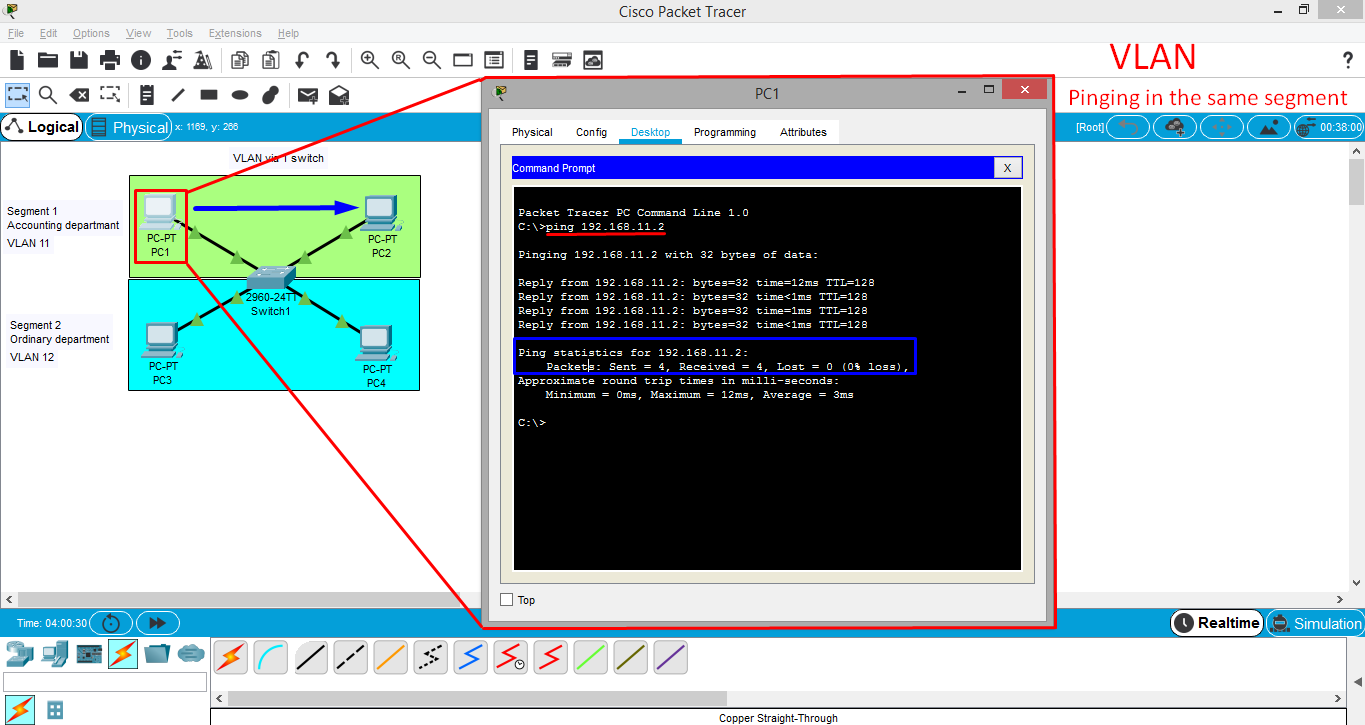 Cisco Packet Tracer
File Edit Options View Tools Extensions Help
VLAN
Pinging in the same segment
Logical Physical x: 1169, y: 266
[Root] 00:38:00
PC1
Physical Config Desktop Programming Attributes
Command Prompt X
Packet Tracer PC Command Line 1.0
C:\>ping 192.168.11.2
Pinging 192.168.11.2 with 32 bytes of data:
Reply from 192.168.11.2: bytes=32 time=12ms TTL=128
Reply from 192.168.11.2: bytes=32 time<1ms TTL=128
Reply from 192.168.11.2: bytes=32 time<1ms TTL=128
Reply from 192.168.11.2: bytes=32 time<1ms TTL=128
Ping statistics for 192.168.11.2:
Packets: Sent = 4, Received = 4, Lost = 0 (0% loss),
Approximate round trip times in milli-seconds:
Minimum = 0ms, Maximum = 12ms, Average = 3ms
C:\>
Top
VLAN via 1 switch
Segment 1
Accounting departmant
VLAN 11
PC-PT
PC1
PC-PT
PC2
2960-24TT
Switch1
Segment 2
Ordinary department
VLAN 12
PC-PT
PC3
PC-PT
PC4
Time: 04:00:30
Realtime Simulation
Copper Straight-Through